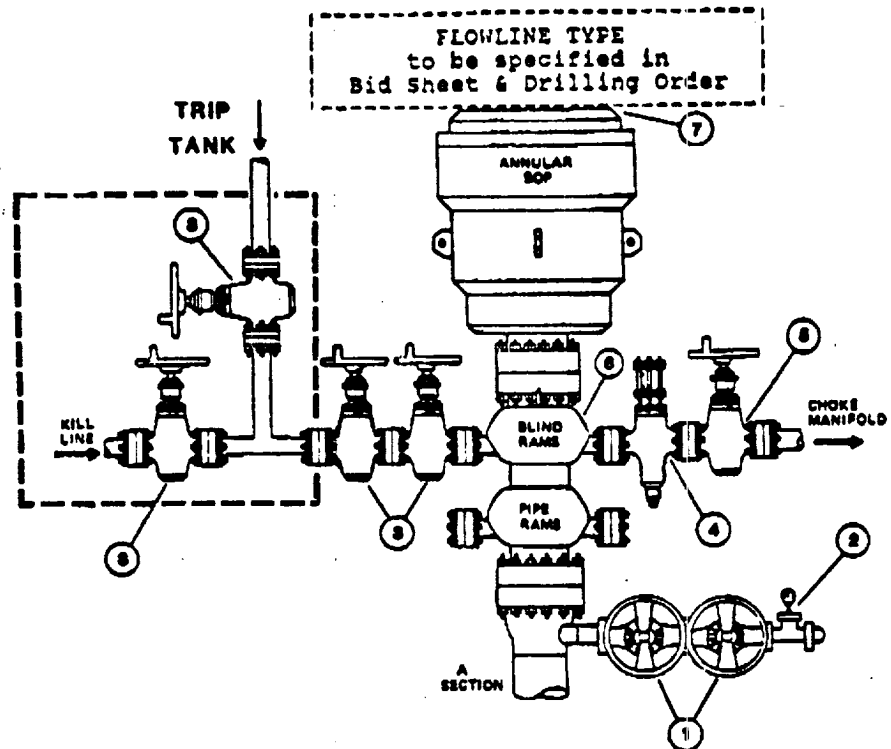 FLOWLINE TYPE
to be specified in
Bid Sheet & Drilling Order
TRIP
TANK
7
ANNULAR
BOP
8
6
5
KILL
LINE
BLIND
RAMS
CHOKE
MANIFOLD
PIPE
RAMS
8
3
4
2
A
SECTION
1